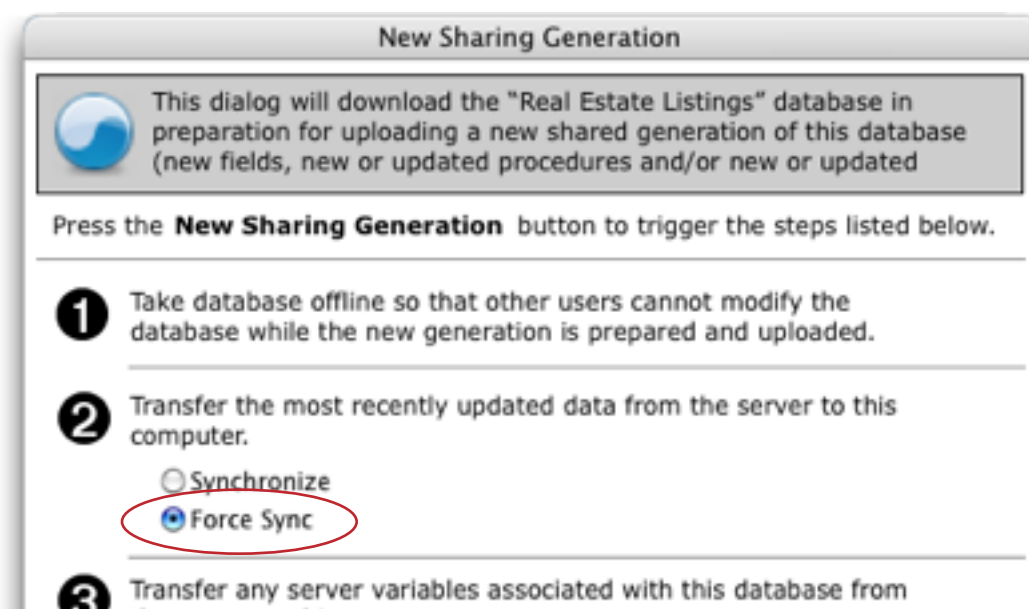 New Sharing Generation
This dialog will download the “Real Estate Listings” database in
preparation for uploading a new shared generation of this database
(new fields, new or updated procedures and/or new or updated
Press the New Sharing Generation button to trigger the steps listed below.
1 Take database offline so that other users cannot modify the
database while the new generation is prepared and uploaded.
2 Transfer the most recently updated data from the server to this
computer.
Synchronize
Force Sync
3 Transfer any server variables associated with this database from